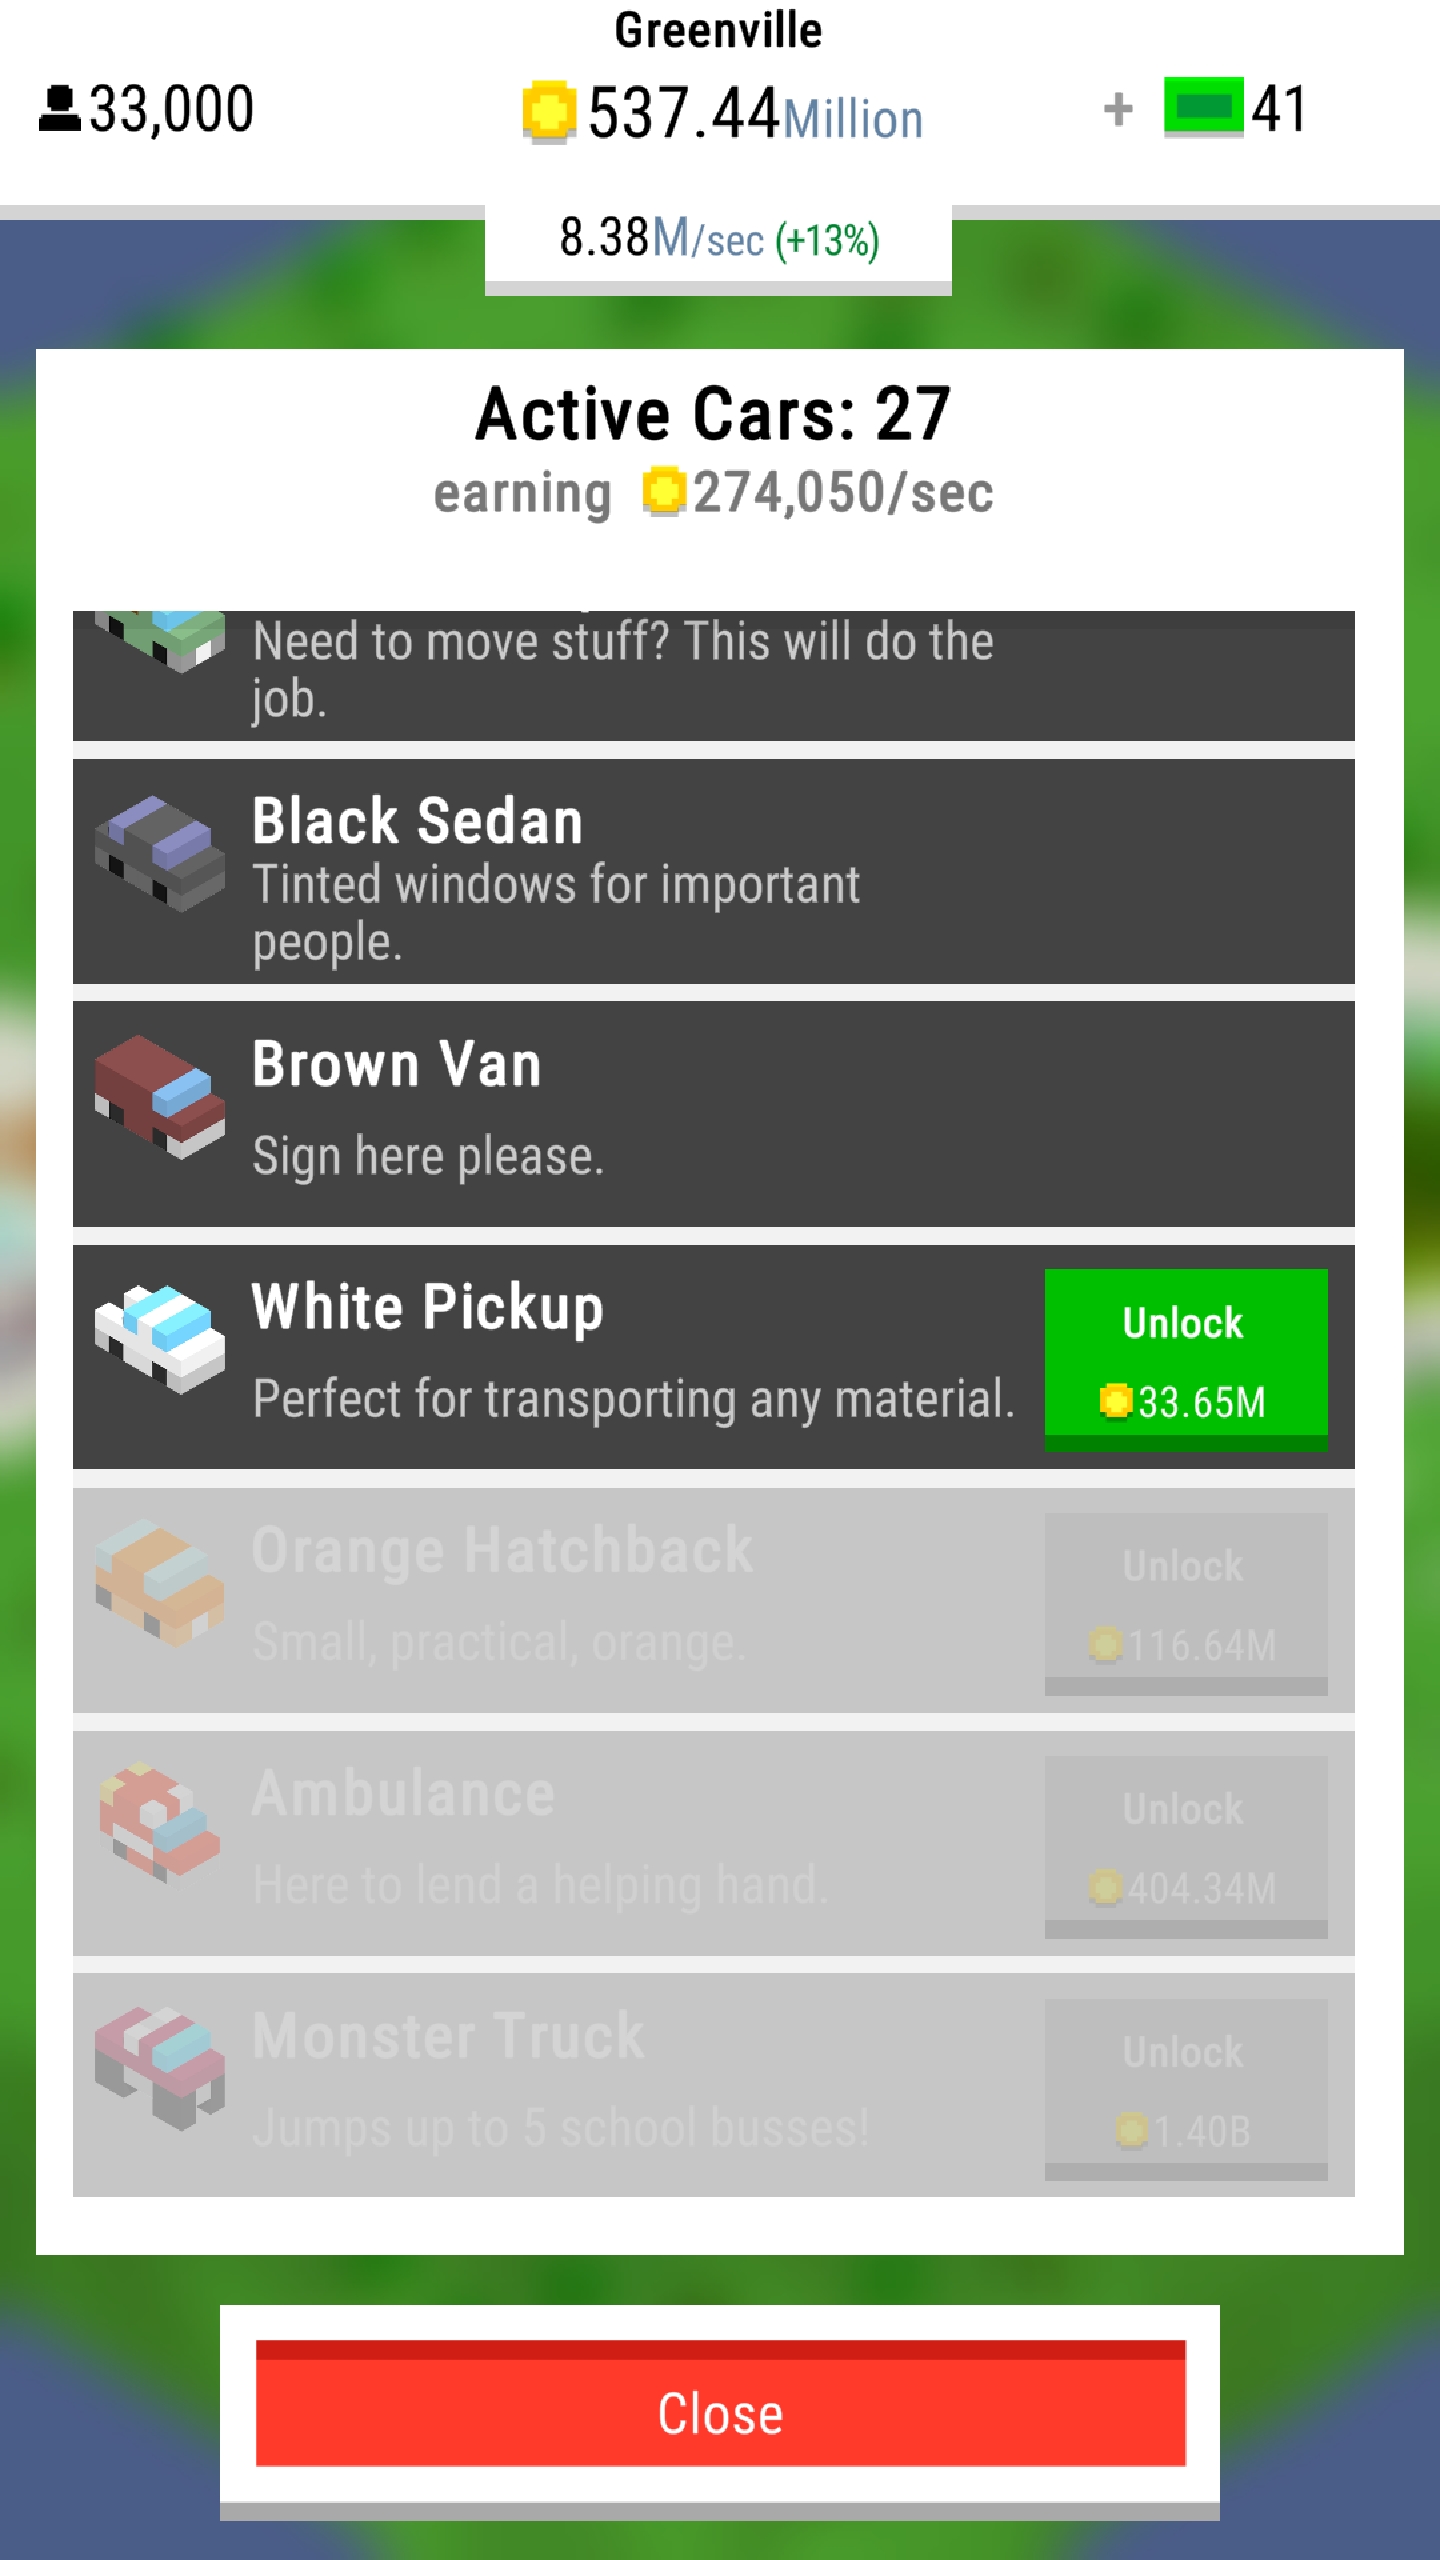 Greenville
33,000
537.44Million
+
41
8.38M/sec (+13%)
Active Cars: 27
earning 274,050/sec
Need to move stuff? This will do the
job.
Black Sedan
Tinted windows for important
people.
Brown Van
Sign here please.
White Pickup
Perfect for transporting any material.
Unlock
33.65M
Orange Hatchback
Small, practical, orange.
Unlock
116.64M
Ambulance
Here to lend a helping hand.
Unlock
404.34M
Monster Truck
Jumps up to 5 school busses!
Unlock
1.40B
Close